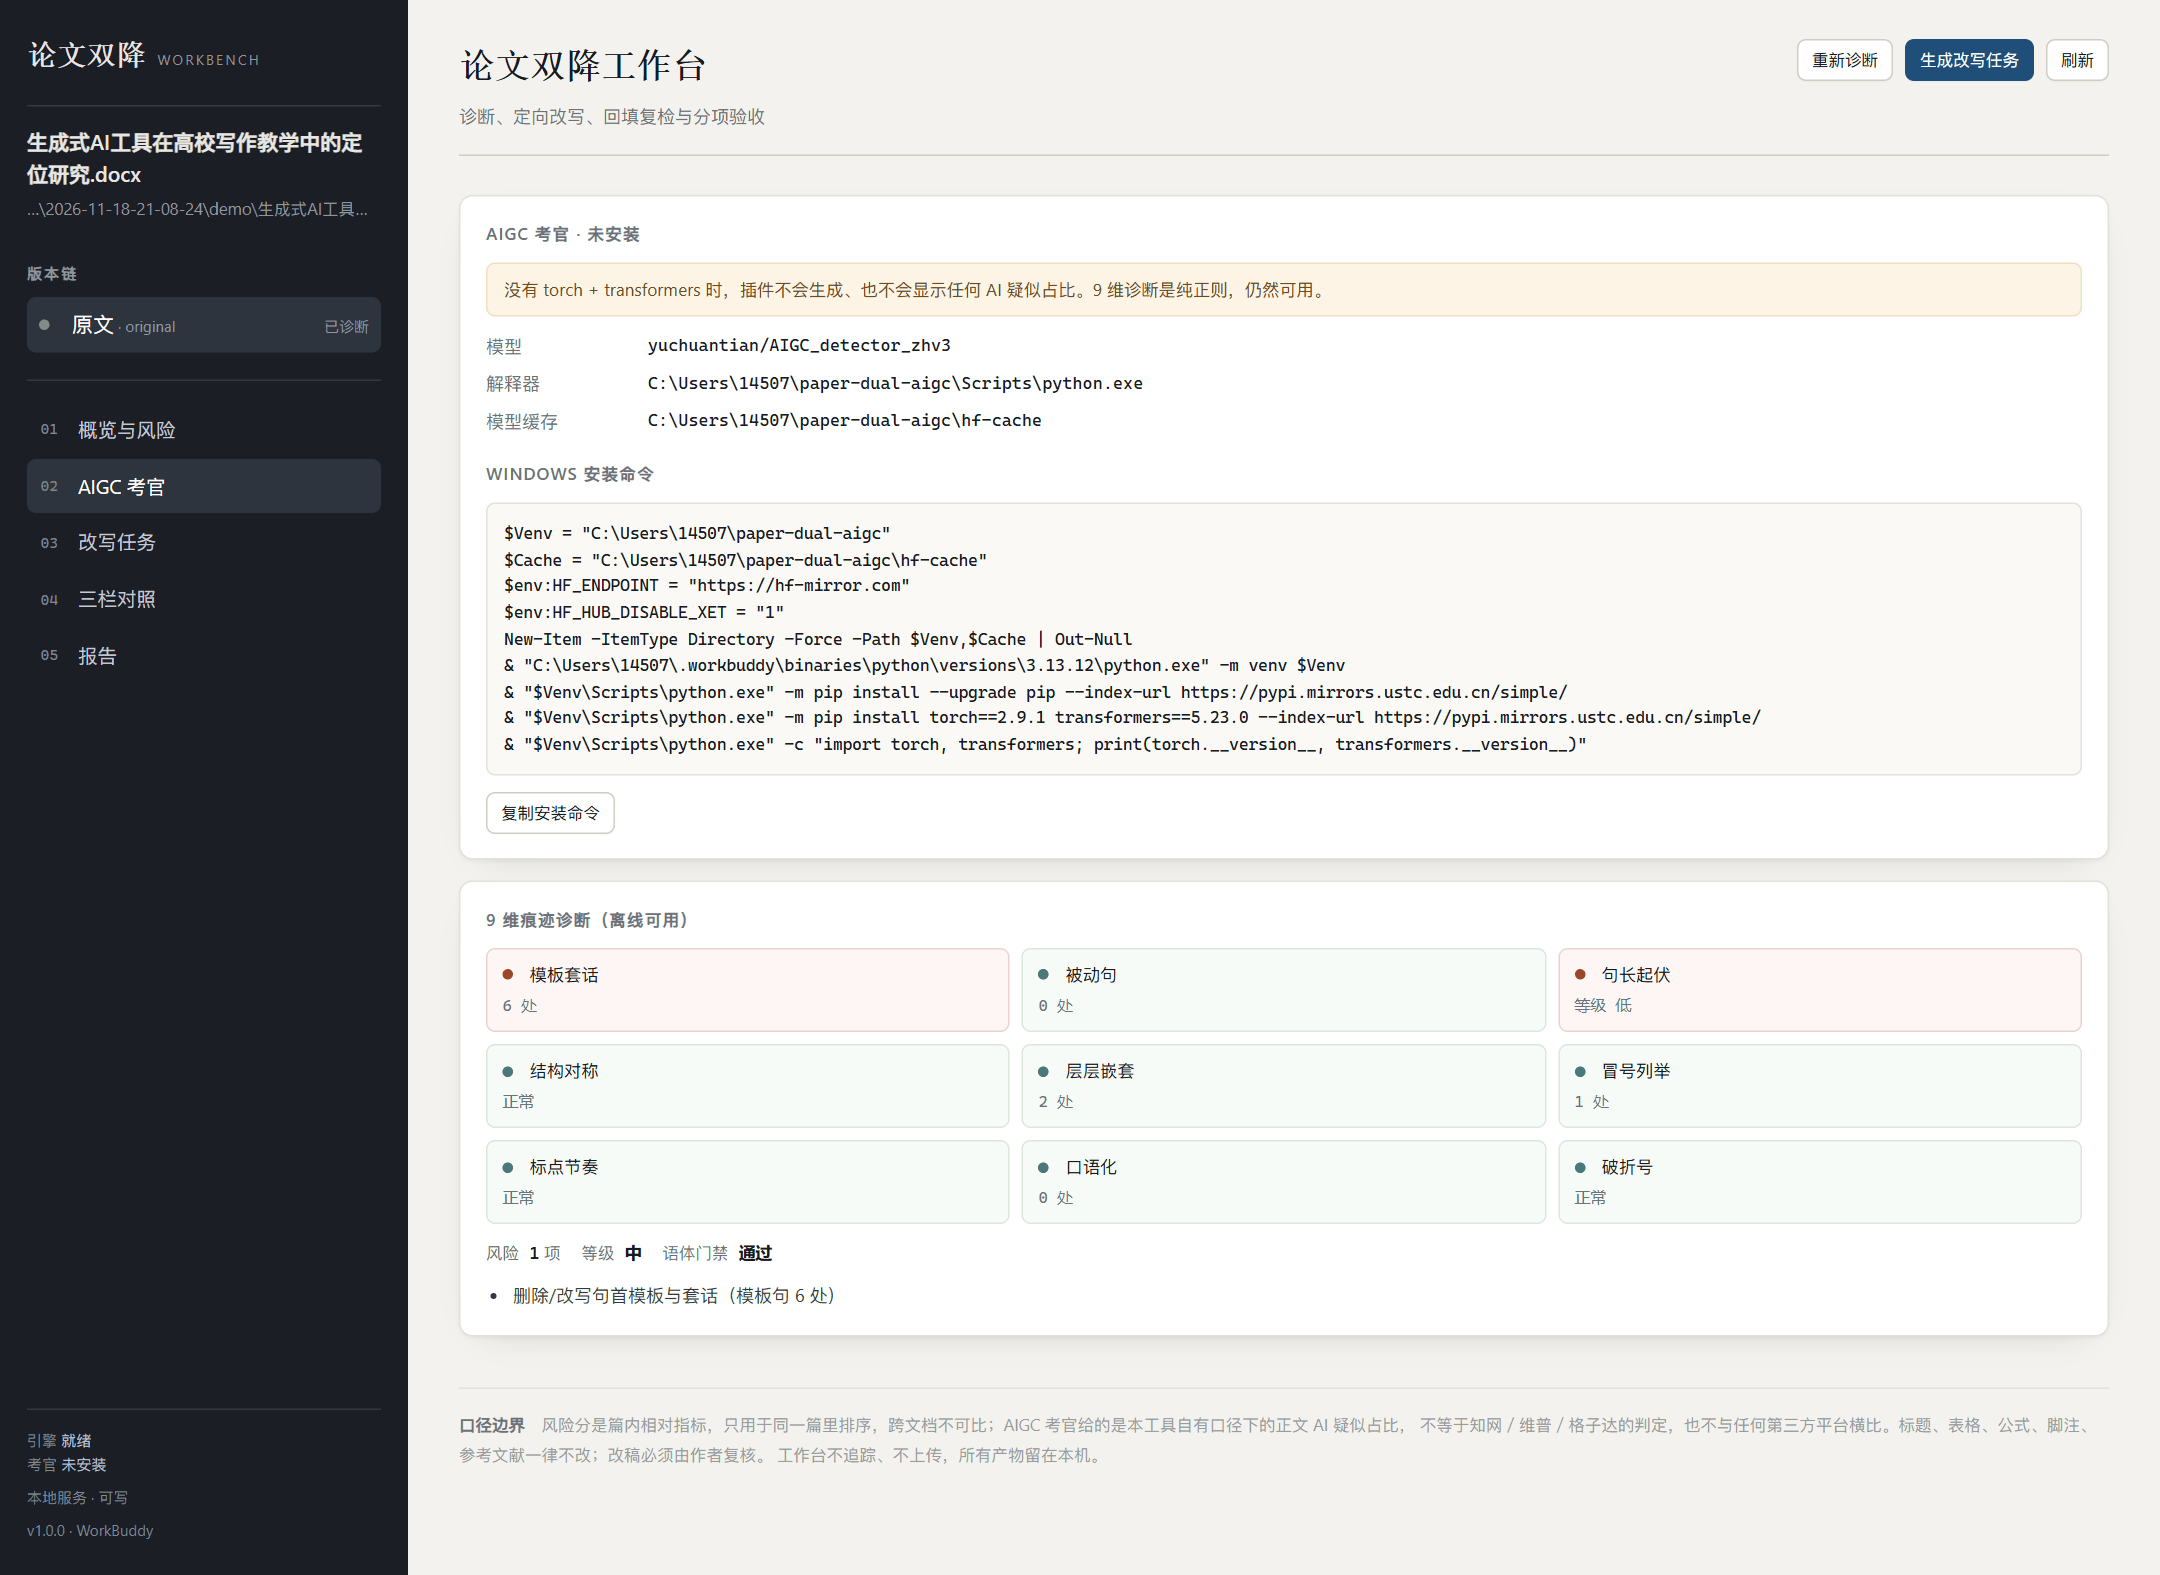 论文双降 WORKBENCH
生成式AI工具在高校写作教学中的定
位研究.docx
...\2026-11-18-21-08-24\demo\生成式AI工具...
版本链
原文 · original 已诊断
01 概览与风险
02 AIGC 考官
03 改写任务
04 三栏对照
05 报告
引擎 就绪
考官 未安装
本地服务 · 可写
v1.0.0 · WorkBuddy
论文双降工作台
诊断、定向改写、回填复检与分项验收
重新诊断 生成改写任务 刷新
AIGC 考官 · 未安装
没有 torch + transformers 时，插件不会生成、也不会显示任何 AI 疑似占比。9 维诊断是纯正则，仍然可用。
模型 yuchuantian/AIGC_detector_zhv3
解释器 C:\Users\14507\paper-dual-aigc\Scripts\python.exe
模型缓存 C:\Users\14507\paper-dual-aigc\hf-cache
WINDOWS 安装命令
$Venv = "C:\Users\14507\paper-dual-aigc"
$Cache = "C:\Users\14507\paper-dual-aigc\hf-cache"
$env:HF_ENDPOINT = "https://hf-mirror.com"
$env:HF_HUB_DISABLE_XET = "1"
New-Item -ItemType Directory -Force -Path $Venv,$Cache | Out-Null
& "C:\Users\14507\.workbuddy\binaries\python\versions\3.13.12\python.exe" -m venv $Venv
& "$Venv\Scripts\python.exe" -m pip install --upgrade pip --index-url https://pypi.mirrors.ustc.edu.cn/simple/
& "$Venv\Scripts\python.exe" -m pip install torch==2.9.1 transformers==5.23.0 --index-url https://pypi.mirrors.ustc.edu.cn/simple/
& "$Venv\Scripts\python.exe" -c "import torch, transformers; print(torch.__version__, transformers.__version__)"
复制安装命令
9 维痕迹诊断（离线可用）
模板套话 被动句 句长起伏
6 处 0 处 等级 低
结构对称 层层嵌套 冒号列举
正常 2 处 1 处
标点节奏 口语化 破折号
正常 0 处 正常
风险 1 项 等级 中 语体门禁 通过
• 删除/改写句首模板与套话（模板句 6 处）
口径边界 风险分是篇内相对指标，只用于同一篇里排序，跨文档不可比；AIGC 考官给的是本工具自有口径下的正文 AI 疑似占比， 不等于知网 / 维普 / 格子达的判定，也不与任何第三方平台横比。标题、表格、公式、脚注、
参考文献一律不改；改稿必须由作者复核。 工作台不追踪、不上传，所有产物留在本机。